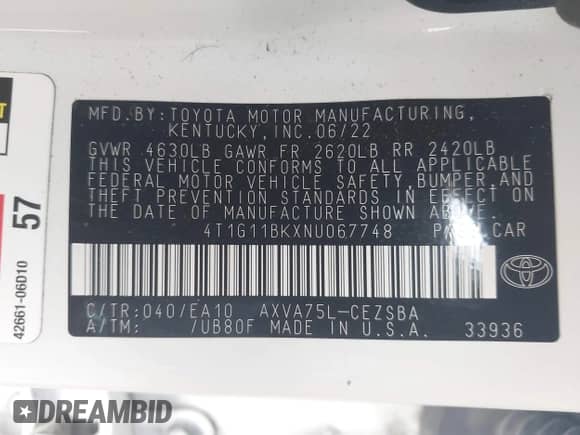 MFD.BY:TOYOTA MOTOR MANUFACTURING,
KENTUCKY,INC.06/22
GVWR 4630LB GAWR FR 2620LB RR 2420LB
THIS VEHICLE CONFORMS TO ALL APPLICABLE
FEDERAL MOTOR VEHICLE SAFETY,BUMPER,AND
THEFT PREVENTION STANDARDS IN EFFECT ON
THE DATE OF MANUFACTURE SHOWN ABOVE.
4T1G11BKXNU067748 PASS.CAR
C/TR:040/EA10 AXVA75L-CEZSBA
A/TM: /UB80F MADE IN U.S.A. 33936
57
42661-06D10
DREAMBID